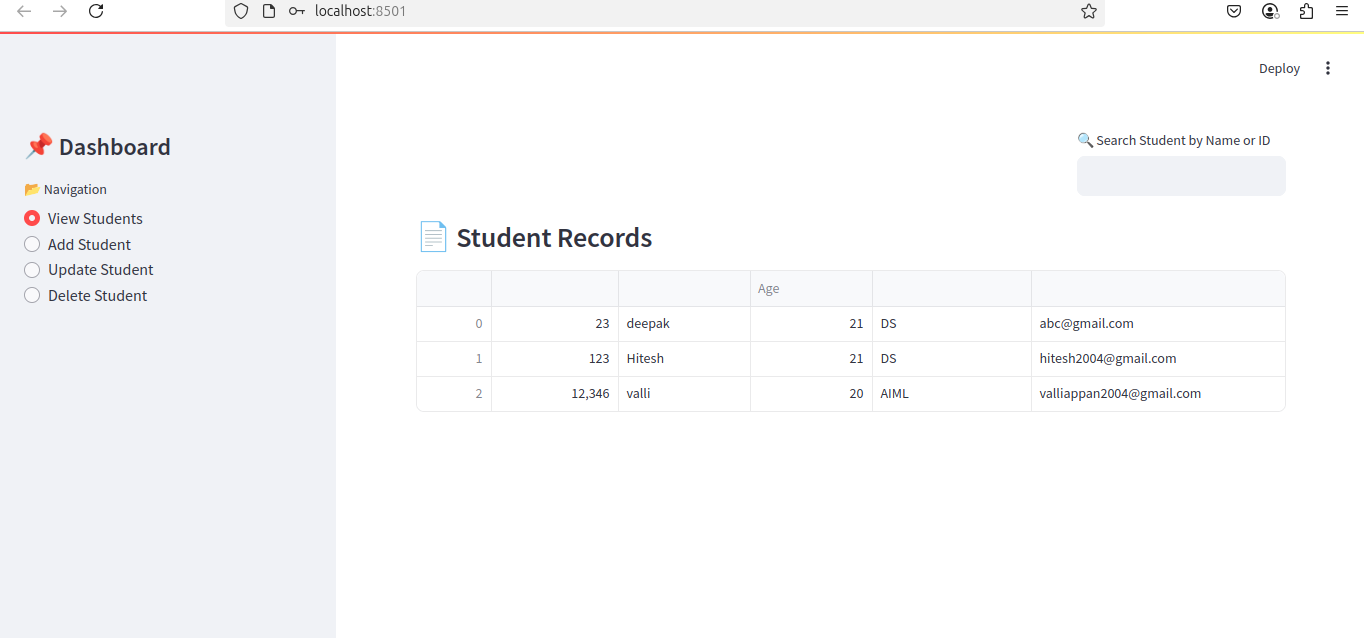 localhost:8501
Deploy
📌 Dashboard
🔍 Search Student by Name or ID
📂 Navigation
View Students
Add Student
Update Student
Delete Student
📄 Student Records
Age
0 23 deepak 21 DS abc@gmail.com
1 123 Hitesh 21 DS hitesh2004@gmail.com
2 12,346 valli 20 AIML valliappan2004@gmail.com